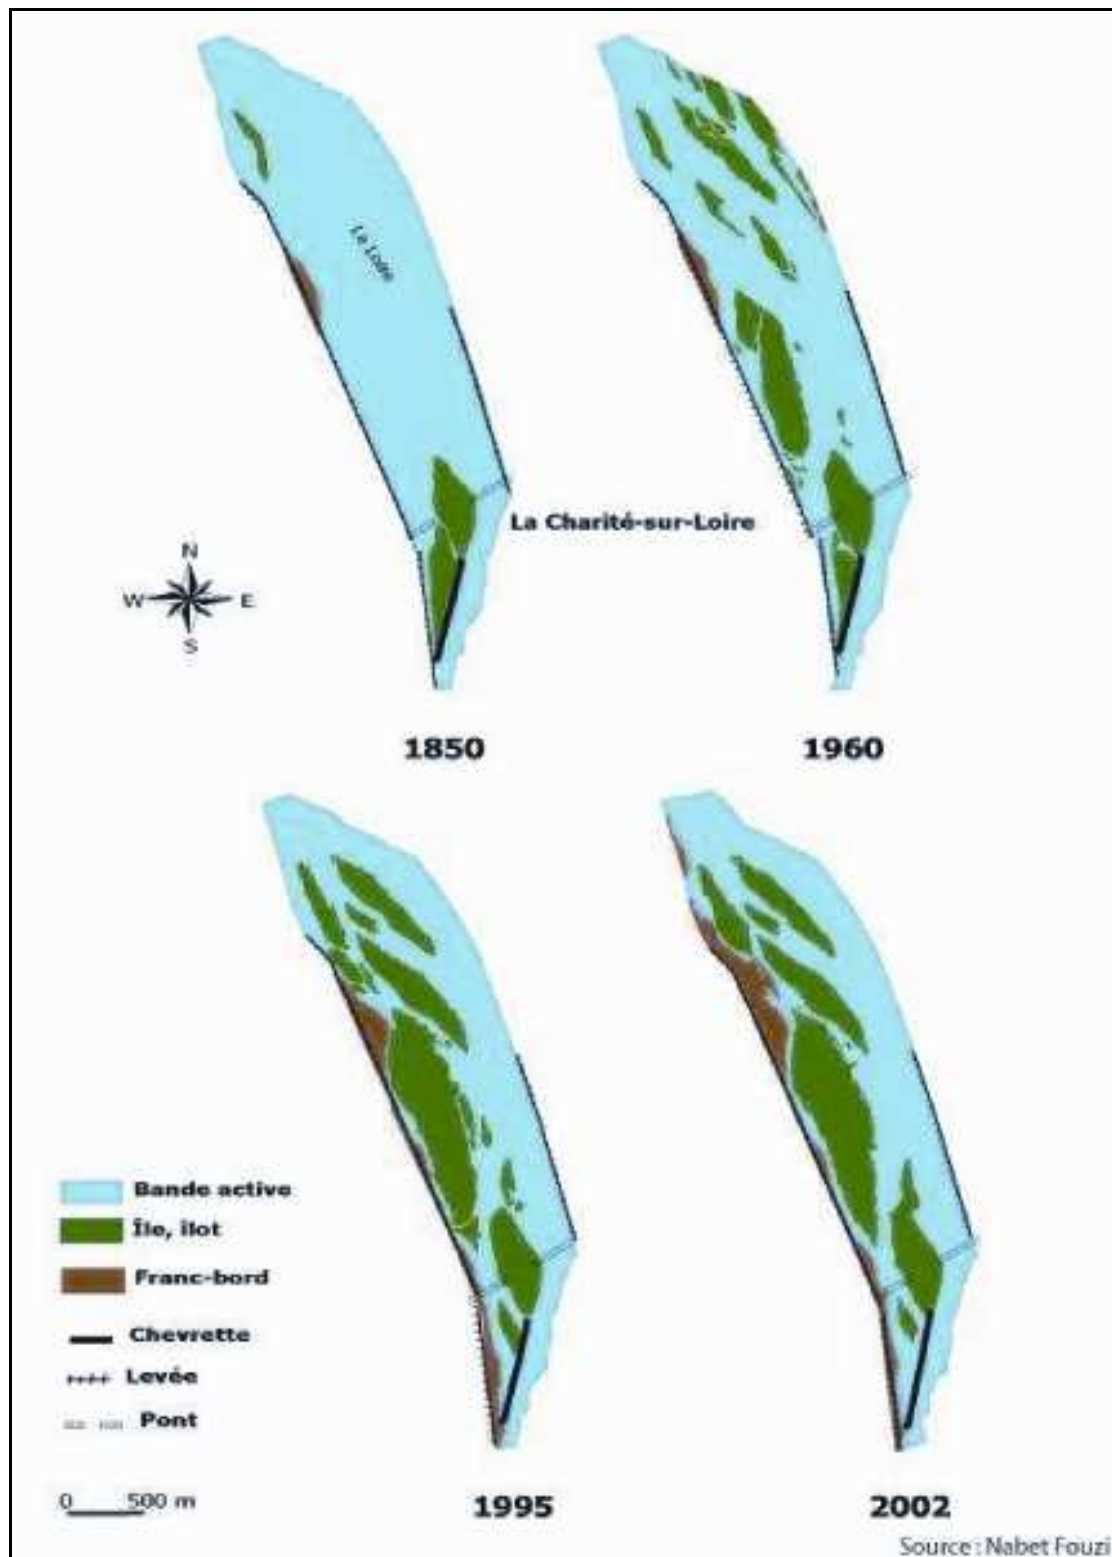 La Loire
La Charité-sur-Loire
N
W E
S
1850
1960
Bande active
Île, îlot
Franc-bord
Chevrette
Levée
Pont
0 500 m
1995
2002
Source : Nabet Fouzi